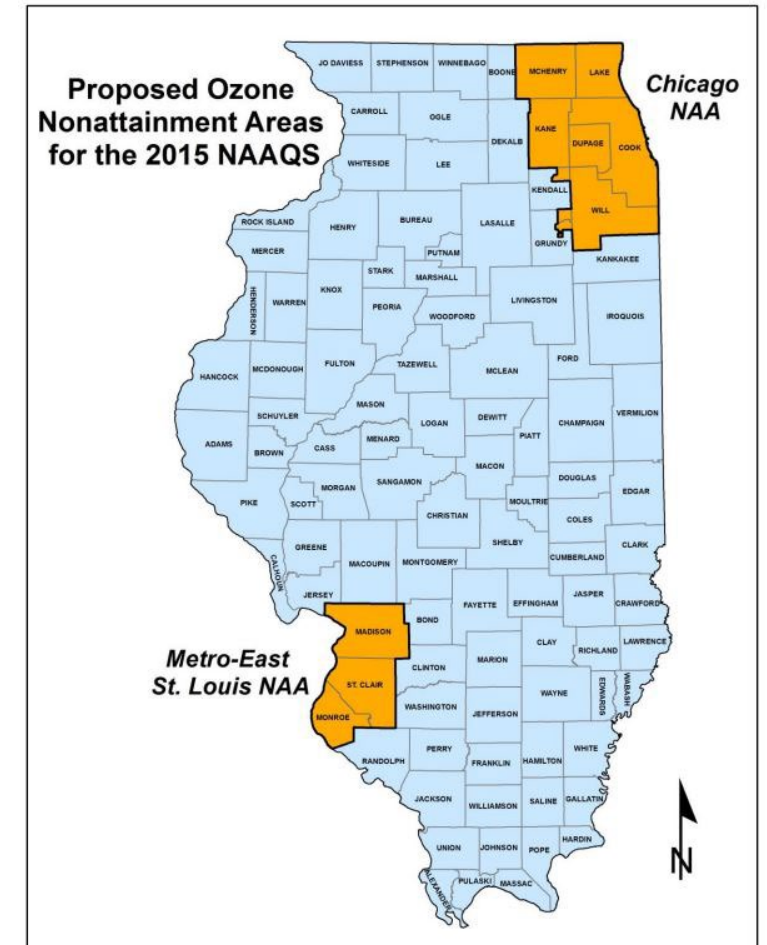 Proposed Ozone
Nonattainment Areas
for the 2015 NAAQS
Chicago
NAA
JO DAVIESS
STEPHENSON
WINNEBAGO
BOONE
MCHENRY
LAKE
CARROLL
OGLE
DEKALB
KANE
DUPAGE
COOK
WHITESIDE
LEE
KENDALL
WILL
ROCK ISLAND
HENRY
BUREAU
LASALLE
GRUNDY
MERCER
PUTNAM
KANKAKEE
STARK
MARSHALL
HENDERSON
WARREN
KNOX
PEORIA
WOODFORD
LIVINGSTON
IROQUOIS
HANCOCK
MCDONOUGH
FULTON
TAZEWELL
MCLEAN
FORD
SCHUYLER
MASON
LOGAN
DEWITT
PIATT
CHAMPAIGN
VERMILION
ADAMS
BROWN
CASS
MENARD
MACON
PIKE
SCOTT
MORGAN
SANGAMON
CHRISTIAN
MOULTRIE
DOUGLAS
EDGAR
COLES
GREENE
MACOUPIN
MONTGOMERY
SHELBY
CUMBERLAND
CLARK
CALHOUN
JERSEY
MADISON
BOND
FAYETTE
EFFINGHAM
JASPER
CRAWFORD
Metro-East
St. Louis NAA
ST. CLAIR
CLINTON
MARION
CLAY
RICHLAND
LAWRENCE
MONROE
WASHINGTON
JEFFERSON
WAYNE
EDWARDS
WABASH
RANDOLPH
PERRY
FRANKLIN
HAMILTON
WHITE
JACKSON
WILLIAMSON
SALINE
GALLATIN
UNION
JOHNSON
POPE
HARDIN
ALEXANDER
PULASKI
MASSAC
N